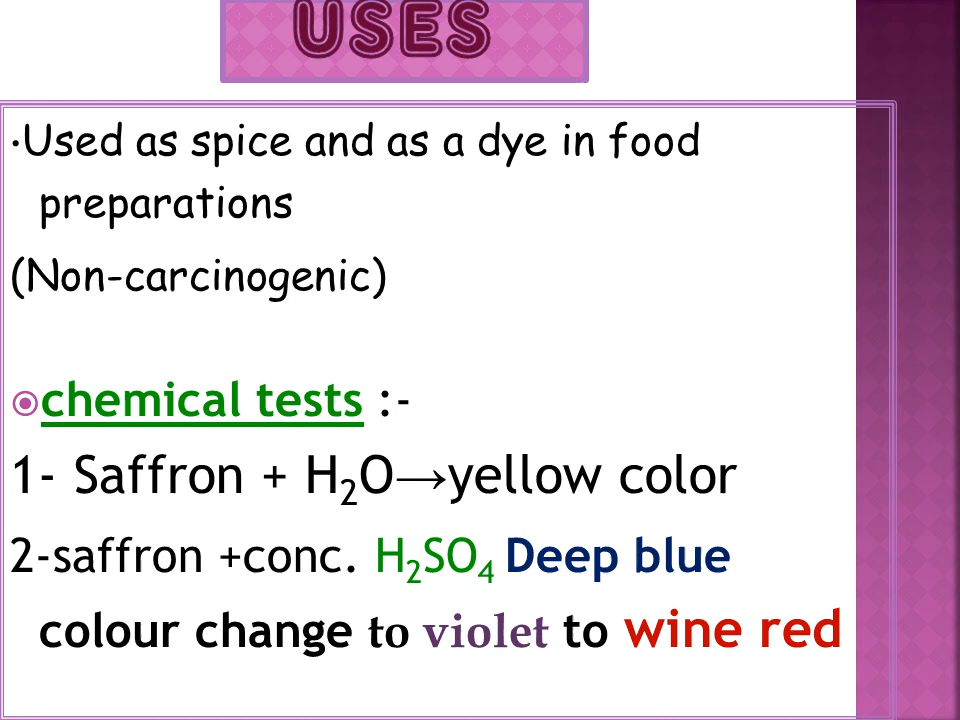 USES
•Used as spice and as a dye in food
preparations
(Non-carcinogenic)
chemical tests :-
1- Saffron + H₂O→yellow color
2-saffron +conc. H₂SO₄ Deep blue
colour change to violet to wine red